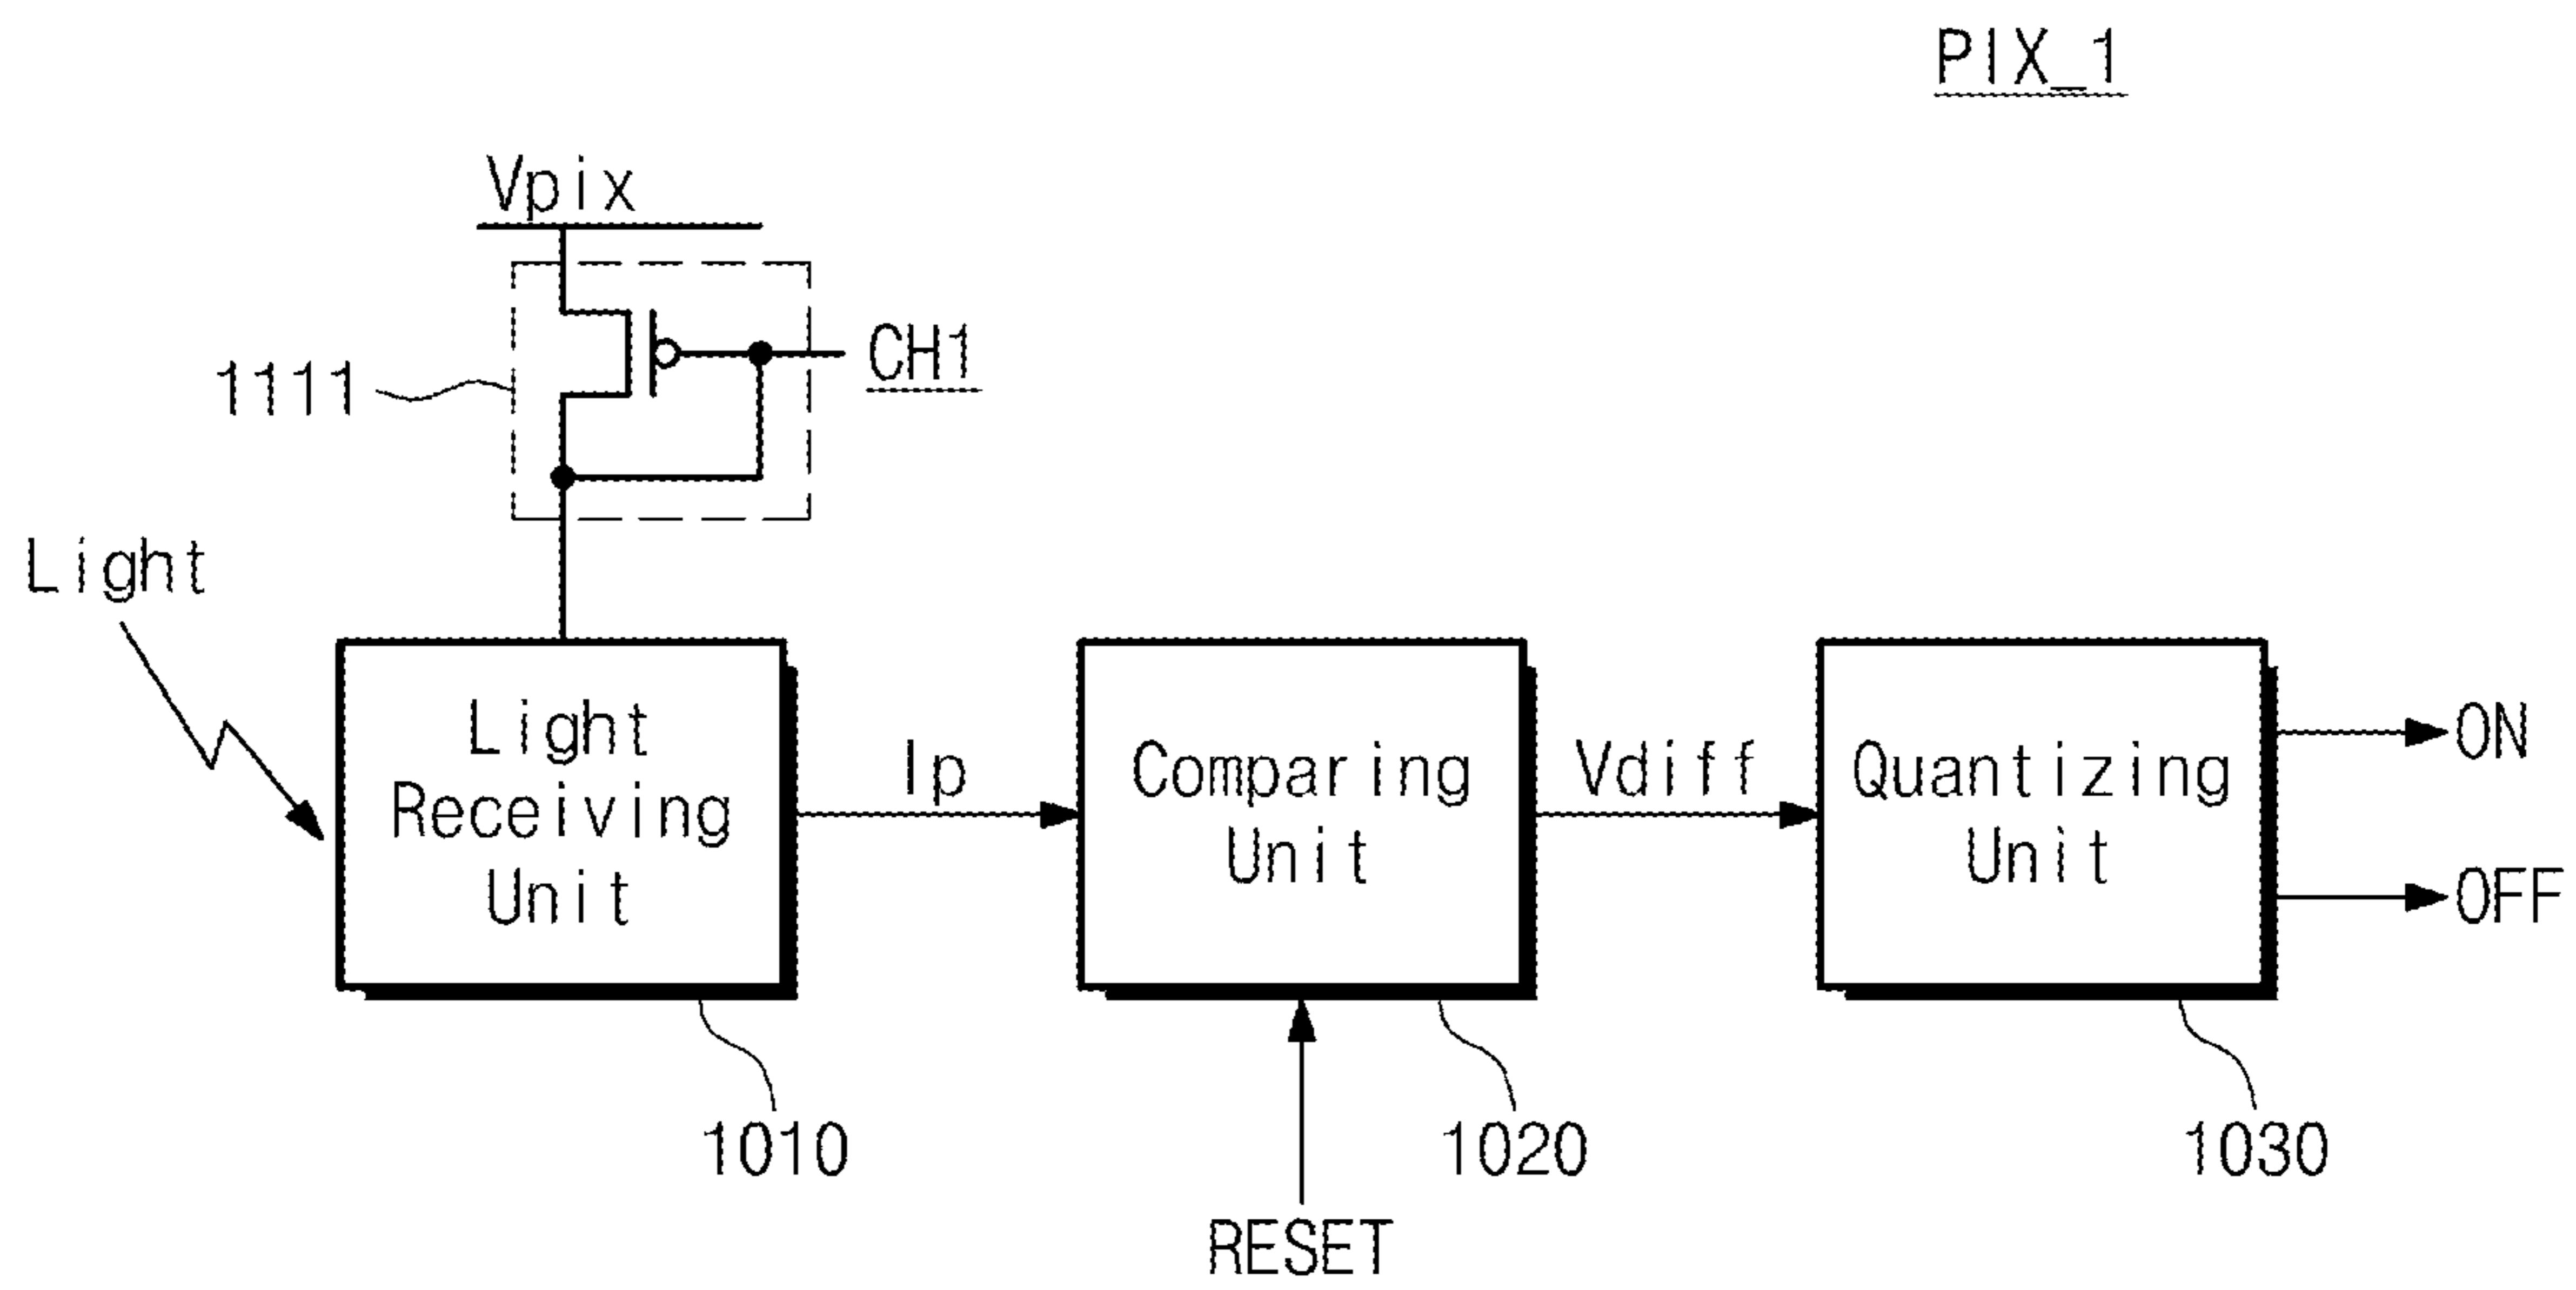 PIX_1
Vpix
CH1
1111
Light
Light
Receiving
Unit
Ip
Comparing
Unit
Vdiff
Quantizing
Unit
ON
OFF
1010
1020
1030
RESET